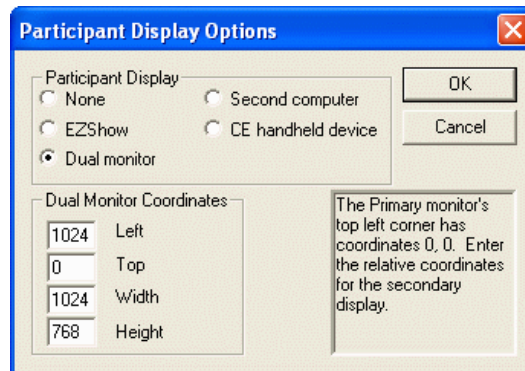 Participant Display Options
Participant Display
None
Second computer
OK
EZShow
CE handheld device
Cancel
Dual monitor
Dual Monitor Coordinates
1024 Left
0 Top
1024 Width
768 Height
The Primary monitor's
top left corner has
coordinates 0, 0. Enter
the relative coordinates
for the secondary
display.